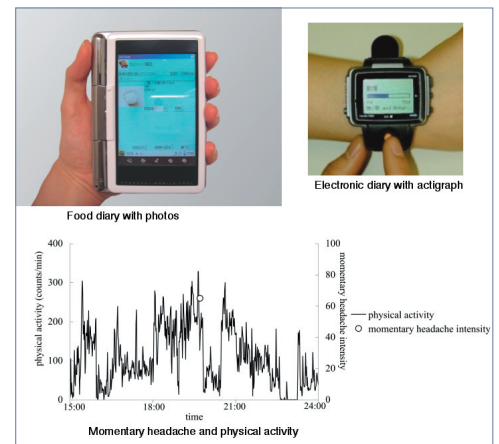 Food diary with photos
Electronic diary with actigraph
400
300
200
100
0
physical activity (counts/min)
100
80
60
40
20
0
momentary headache intensity
physical activity
momentary headache intensity
15:00
18:00
21:00
24:00
time
Momentary headache and physical activity